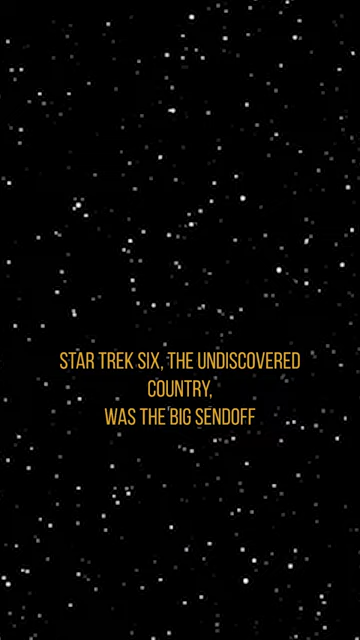 STAR TREK SIX, THE UNDISCOVERED
COUNTRY,
WAS THE BIG SENDOFF